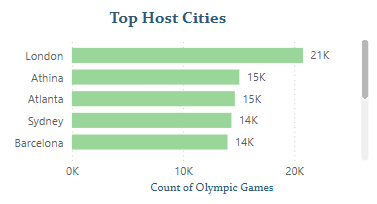 Top Host Cities
London 21K
Athina 15K
Atlanta 15K
Sydney 14K
Barcelona 14K
0K 10K 20K
Count of Olympic Games